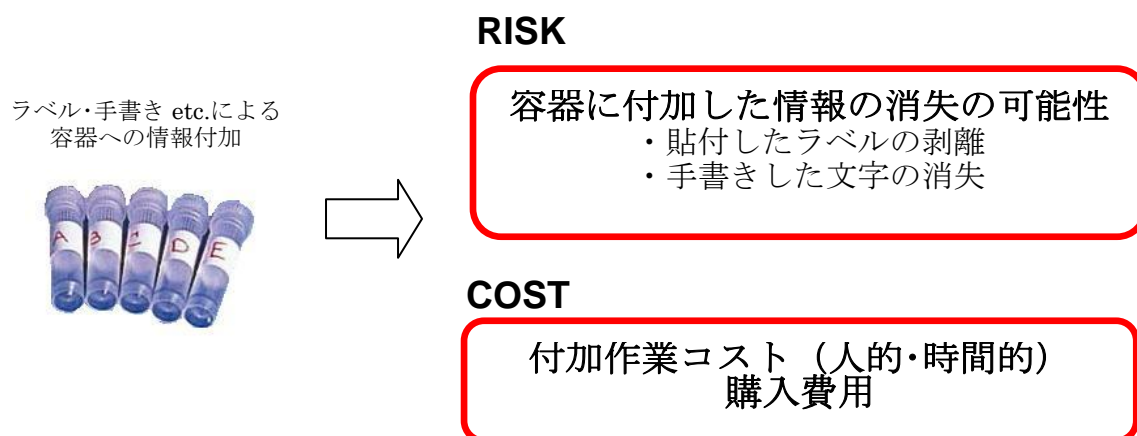 ラベル・手書き etc.による
容器への情報付加
A
B
D
E
RISK
容器に付加した情報の消失の可能性
・貼付したラベルの剥離
・手書きした文字の消失
COST
付加作業コスト（人的・時間的）
購入費用